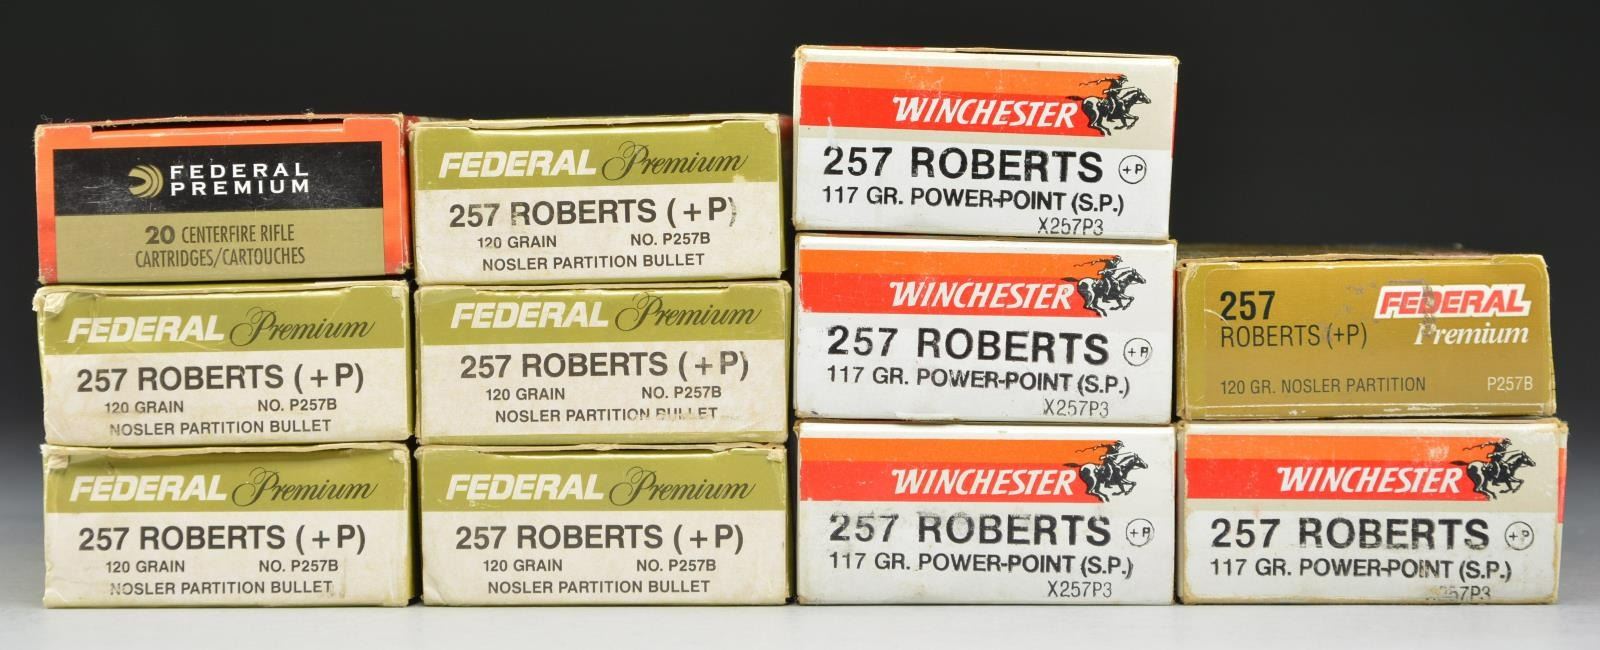 FEDERAL
PREMIUM
20 CENTERFIRE RIFLE
CARTRIDGES/CARTOUCHES
FEDERAL Premium
257 ROBERTS (+P)
120 GRAIN NO. P257B
NOSLER PARTITION BULLET
FEDERAL Premium
257 ROBERTS (+P)
120 GRAIN NO. P257B
NOSLER PARTITION BULLET
FEDERAL Premium
257 ROBERTS (+P)
120 GRAIN NO. P257B
NOSLER PARTITION BULLET
FEDERAL Premium
257 ROBERTS (+P)
120 GRAIN NO. P257B
NOSLER PARTITION BULLET
FEDERAL Premium
257 ROBERTS (+P)
120 GRAIN NO. P257B
NOSLER PARTITION BULLET
WINCHESTER
257 ROBERTS +P
117 GR. POWER-POINT (S.P.)
X257P3
WINCHESTER
257 ROBERTS +P
117 GR. POWER-POINT (S.P.)
X257P3
WINCHESTER
257 ROBERTS +P
117 GR. POWER-POINT (S.P.)
X257P3
257 FEDERAL
ROBERTS (+P) Premium
120 GR. NOSLER PARTITION P257B
WINCHESTER
257 ROBERTS +P
117 GR. POWER-POINT (S.P.)
X257P3